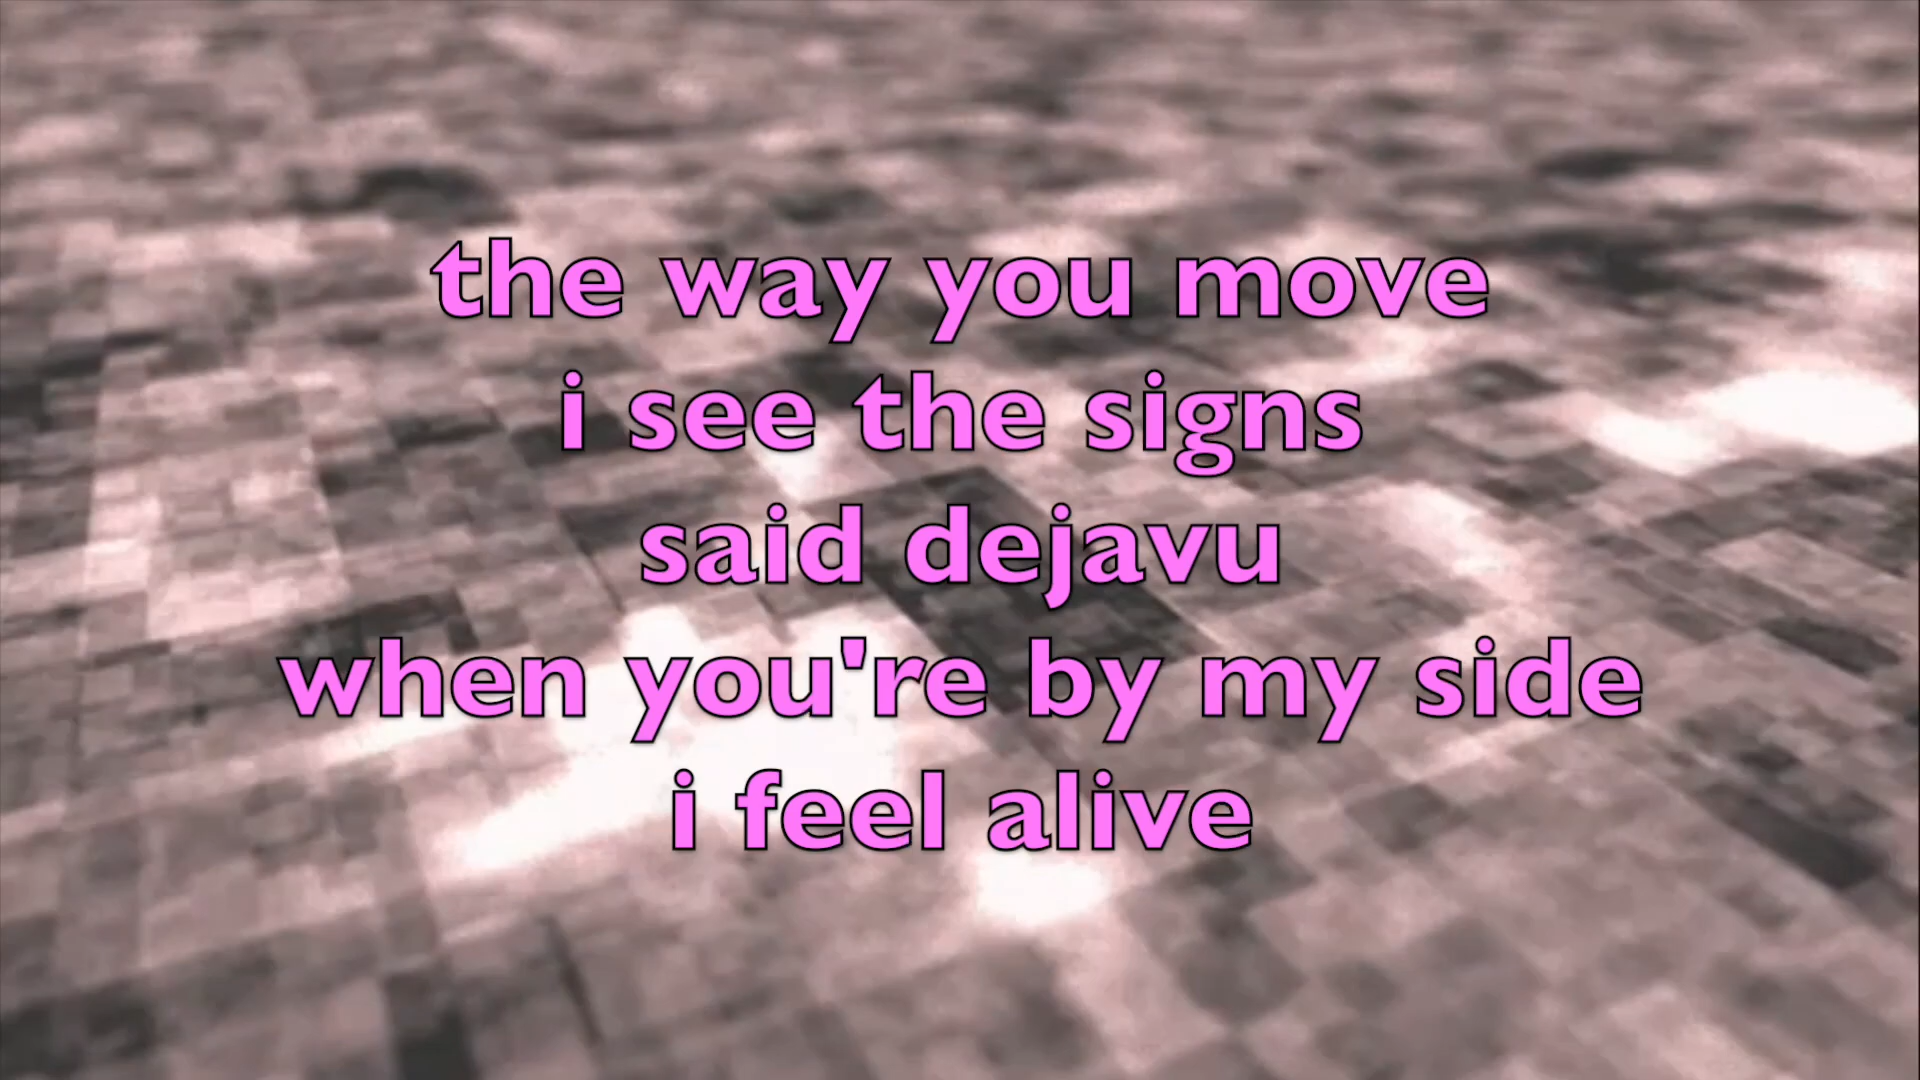 the way you move
i see the signs
said dejavu
when you're by my side
i feel alive